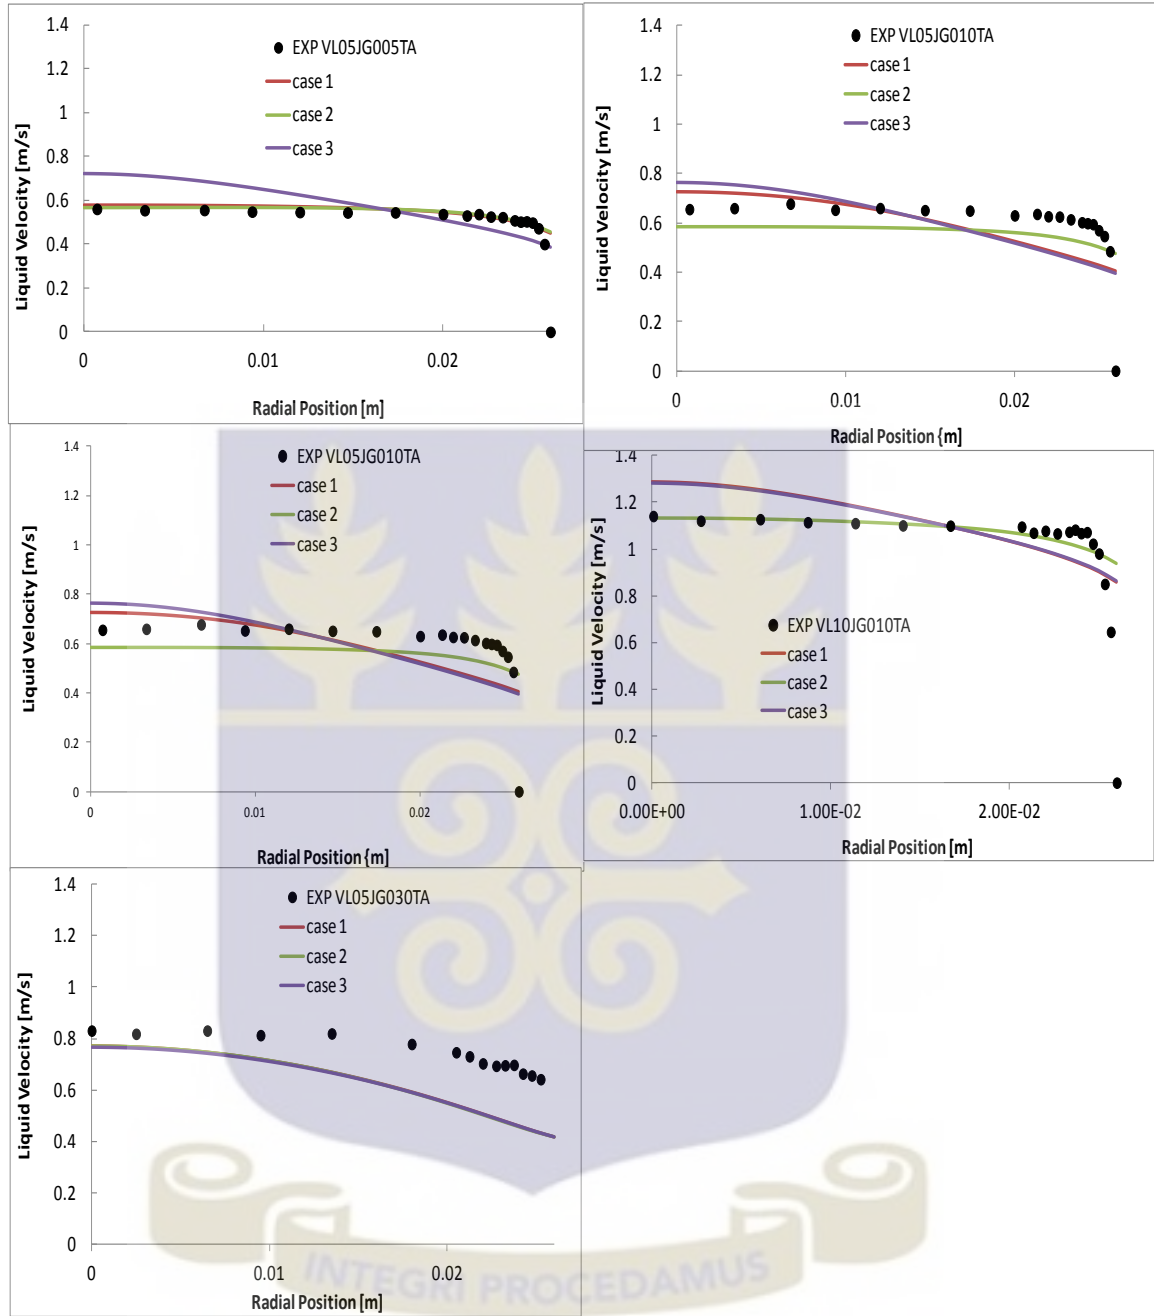 1.4
1.2
1
0.8
0.6
0.4
0.2
0
Liquid Velocity [m/s]
EXP VL05JG005TA
case 1
case 2
case 3
0
0.01
0.02
Radial Position [m]
1.4
1.2
1
0.8
0.6
0.4
0.2
0
Liquid Velocity [m/s]
EXP VL05JG010TA
case 1
case 2
case 3
0
0.01
0.02
Radial Position {m]
1.4
1.2
1
0.8
0.6
0.4
0.2
0
Liquid Velocity [m/s]
EXP VL05JG010TA
case 1
case 2
case 3
0
0.01
0.02
Radial Position {m]
1.4
1.2
1
0.8
0.6
0.4
0.2
0
Liquid Velocity [m/s]
EXP VL10JG010TA
case 1
case 2
case 3
0.00E+00
1.00E-02
2.00E-02
Radial Position [m]
1.4
1.2
1
0.8
0.6
0.4
0.2
0
Liquid Velocity [m/s]
EXP VL05JG030TA
case 1
case 2
case 3
0
0.01
0.02
Radial Position [m]
INTEGRI PROCEDAMUS